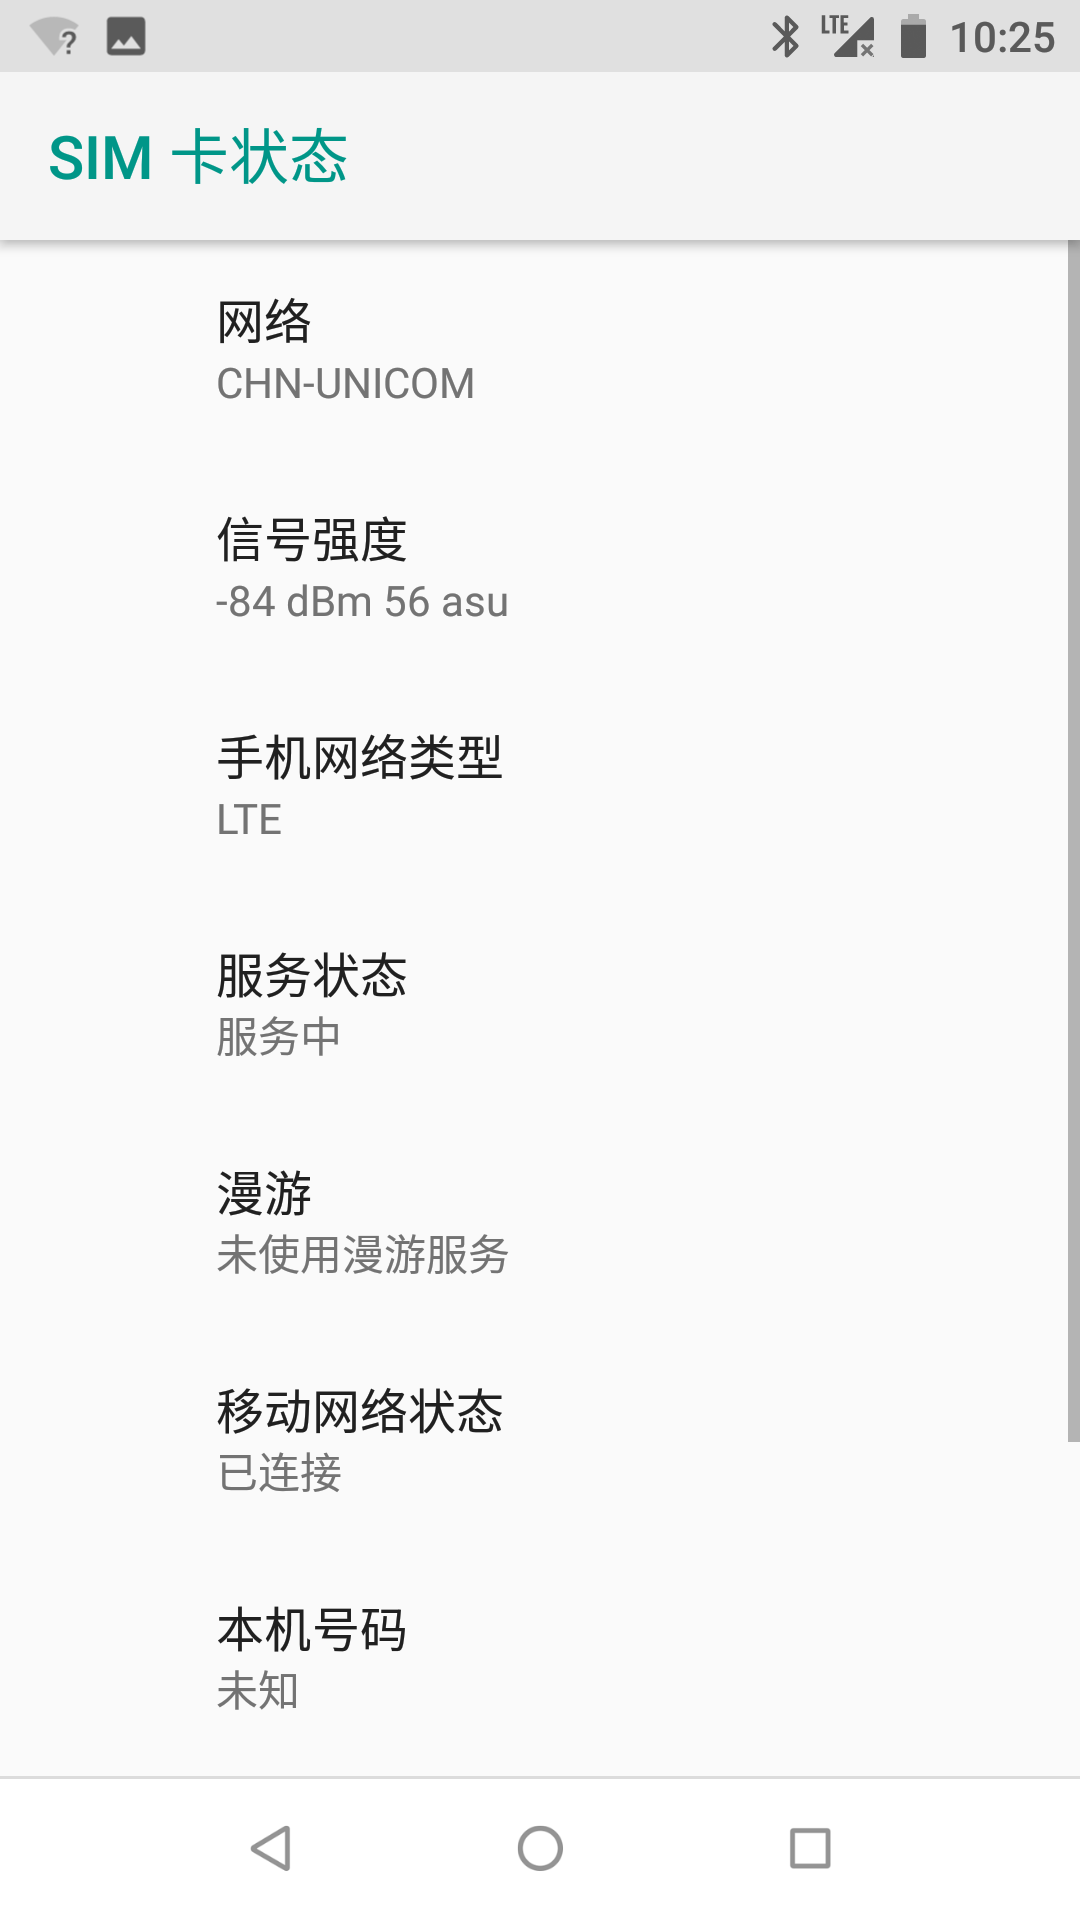 LTE 10:25
SIM 卡状态
网络
CHN-UNICOM
信号强度
-84 dBm 56 asu
手机网络类型
LTE
服务状态
服务中
漫游
未使用漫游服务
移动网络状态
已连接
本机号码
未知